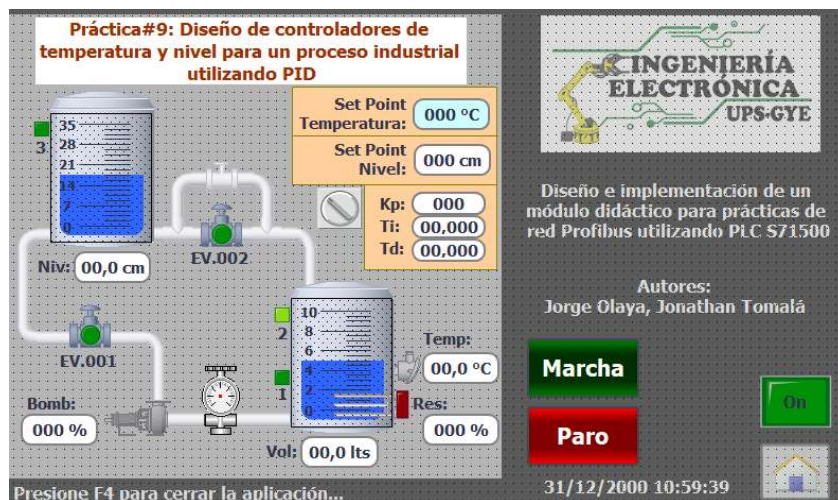 Práctica#9: Diseño de controladores de
temperatura y nivel para un proceso industrial
utilizando PID
INGENIERÍA
ELECTRÓNICA
UPS-GYE
Set Point
Temperatura:
000 °C
Set Point
Nivel:
000 cm
Kp: 000
Ti: 00,000
Td: 00,000
35
28
21
14
7
0
3
EV.002
Niv: 00,0 cm
Diseño e implementación de un
módulo didáctico para prácticas de
red Profibus utilizando PLC S71500
Autores:
Jorge Olaya, Jonathan Tomalá
EV.001
10
8
6
4
2
0
2
1
Temp:
00,0 °C
Bomb:
000 %
Res:
000 %
Vol: 00,0 lts
Marcha
Paro
On
31/12/2000 10:59:39
Presione F4 para cerrar la aplicación...